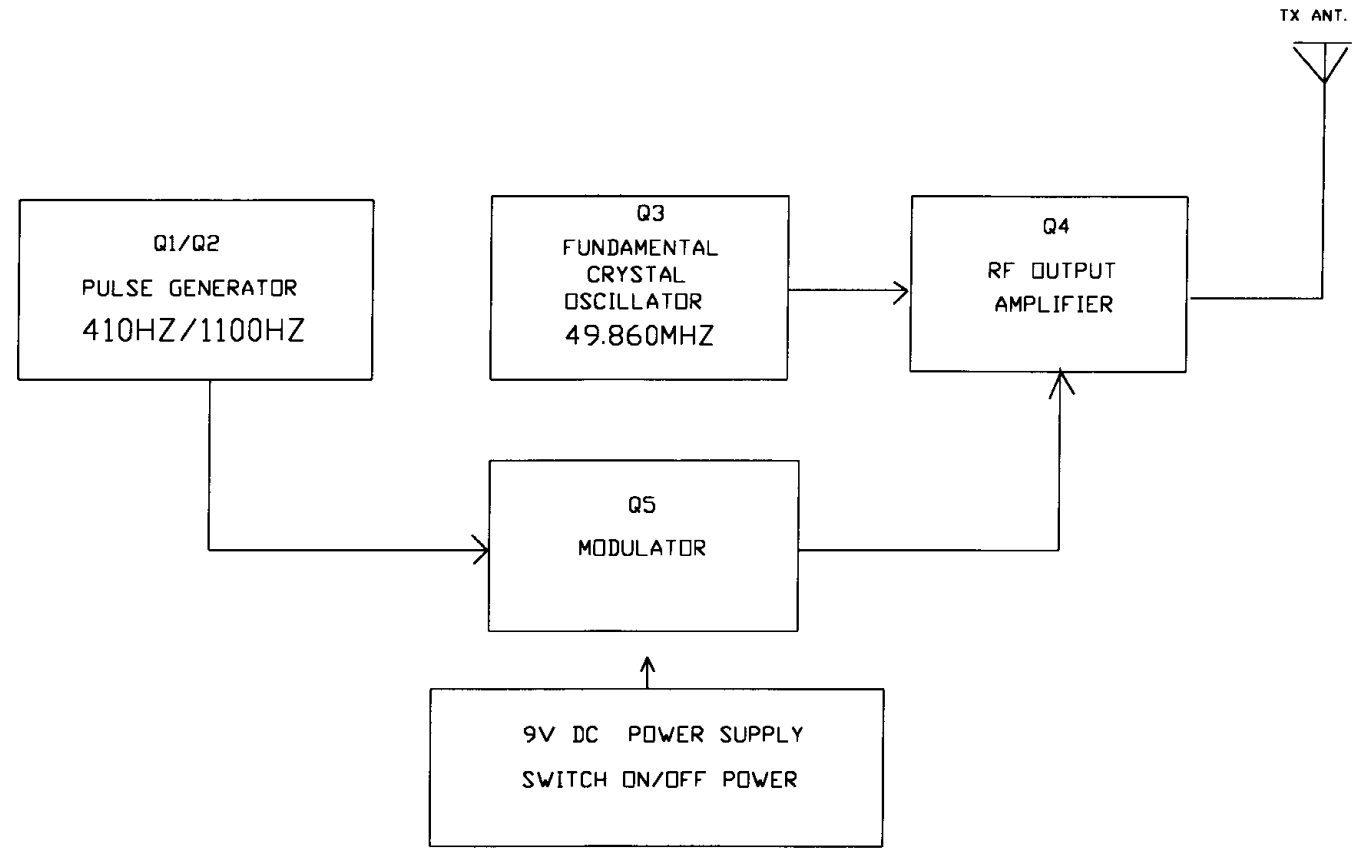 TX ANT.
Q1/Q2
PULSE GENERATOR
410HZ/1100HZ
Q3
FUNDAMENTAL
CRYSTAL
OSCILLATOR
49.860MHZ
Q4
RF OUTPUT
AMPLIFIER
Q5
MODULATOR
9V DC POWER SUPPLY
SWITCH ON/OFF POWER